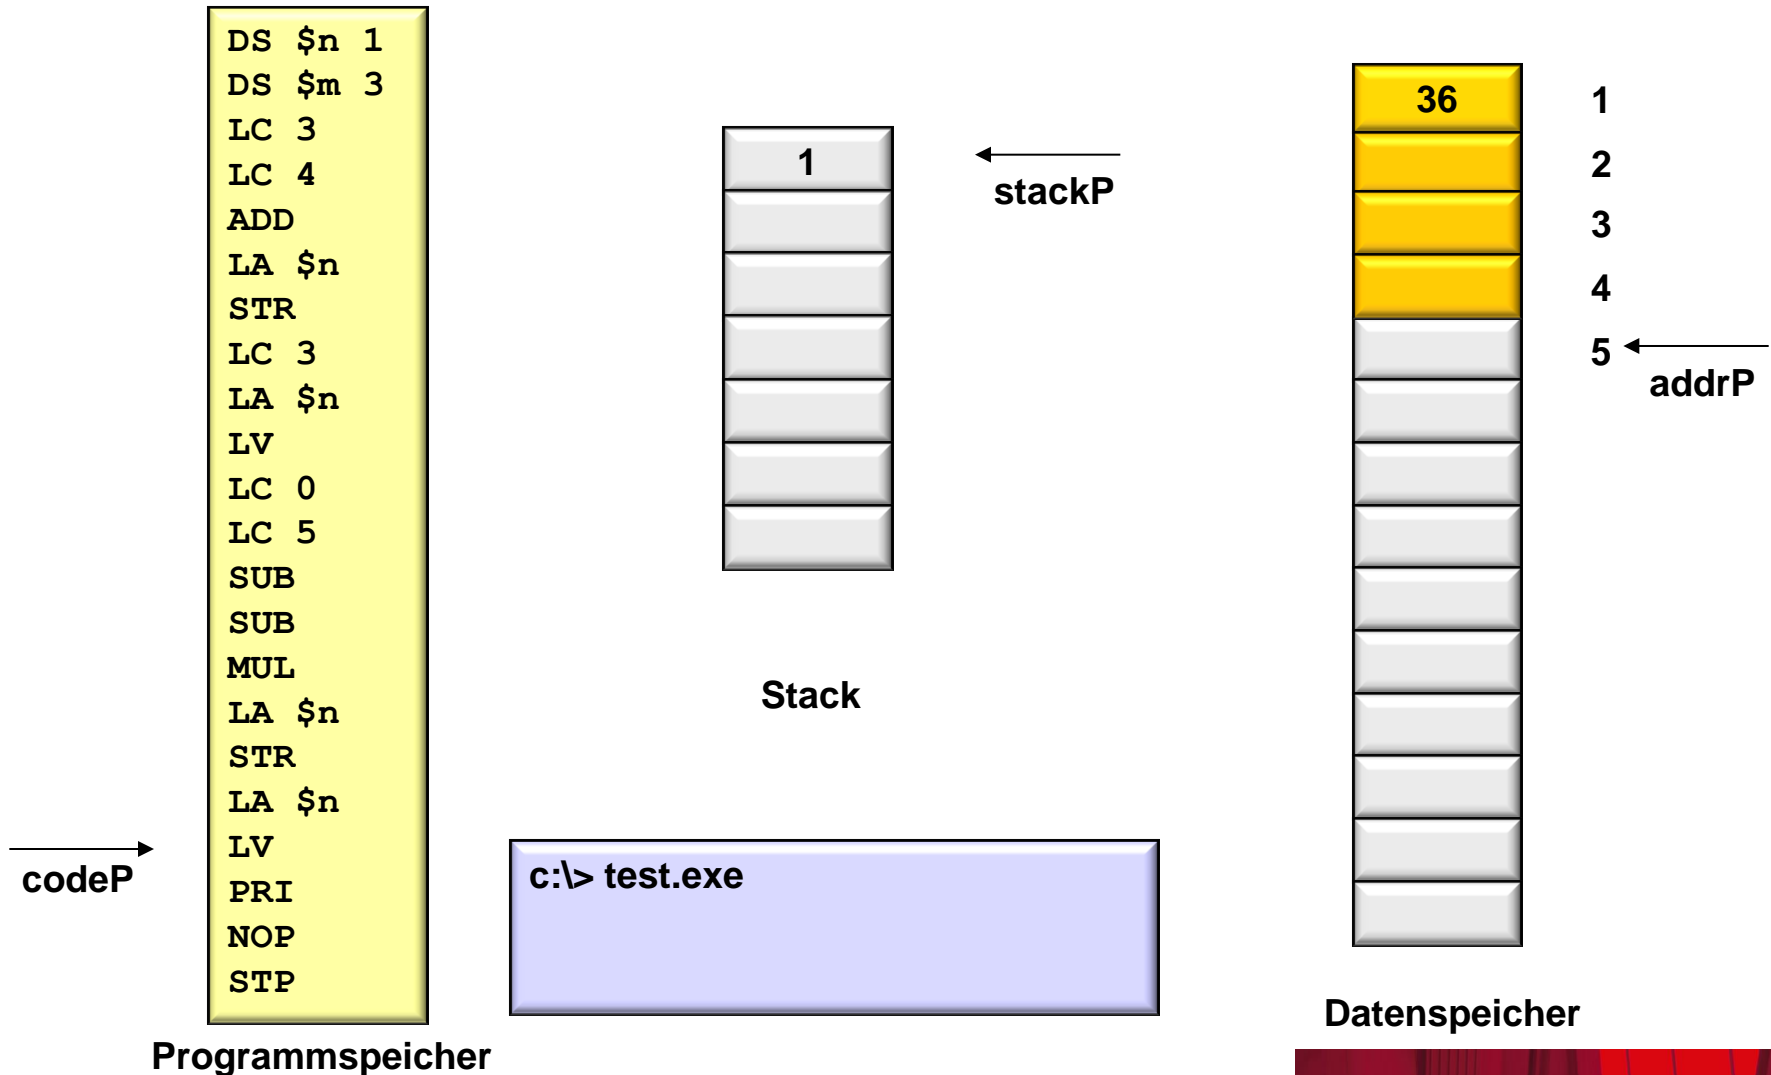 DS $n 1
DS $m 3
LC 3
LC 4
ADD
LA $n
STR
LC 3
LA $n
LV
LC 0
LC 5
SUB
SUB
MUL
LA $n
STR
LA $n
LV
PRI
NOP
STP
codeP
Programmspeicher
1
stackP
Stack
c:\> test.exe
36
1
2
3
4
5
addrP
Datenspeicher